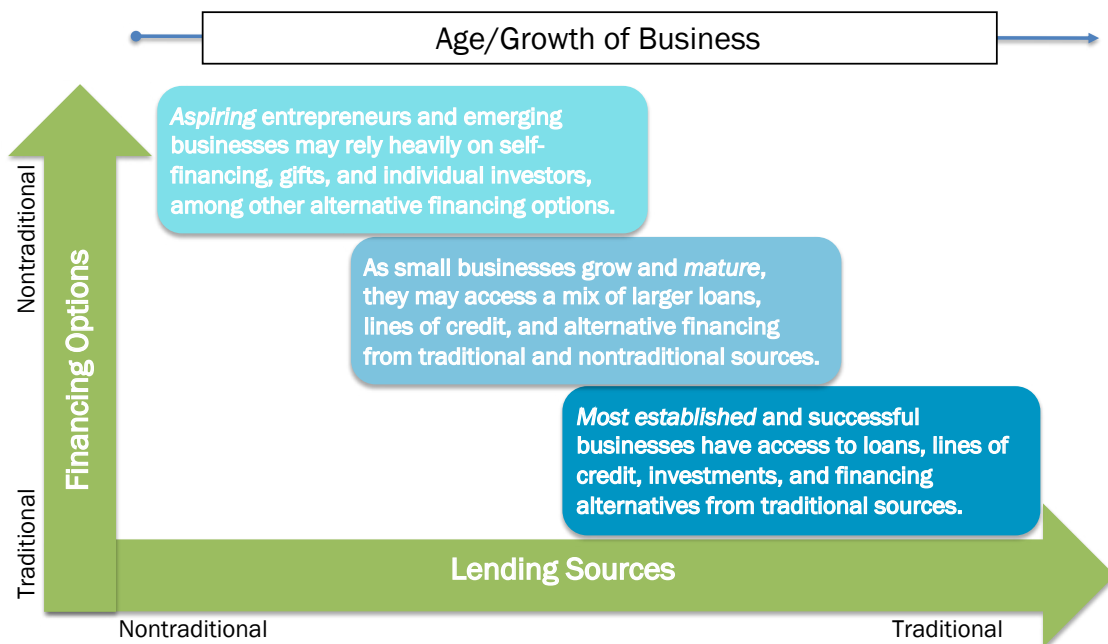 Age/Growth of Business
Aspiring entrepreneurs and emerging
businesses may rely heavily on self-
financing, gifts, and individual investors,
among other alternative financing options.
As small businesses grow and mature,
they may access a mix of larger loans,
lines of credit, and alternative financing
from traditional and nontraditional sources.
Most established and successful
businesses have access to loans, lines of
credit, investments, and financing
alternatives from traditional sources.
Nontraditional
Financing Options
Traditional
Lending Sources
Nontraditional
Traditional